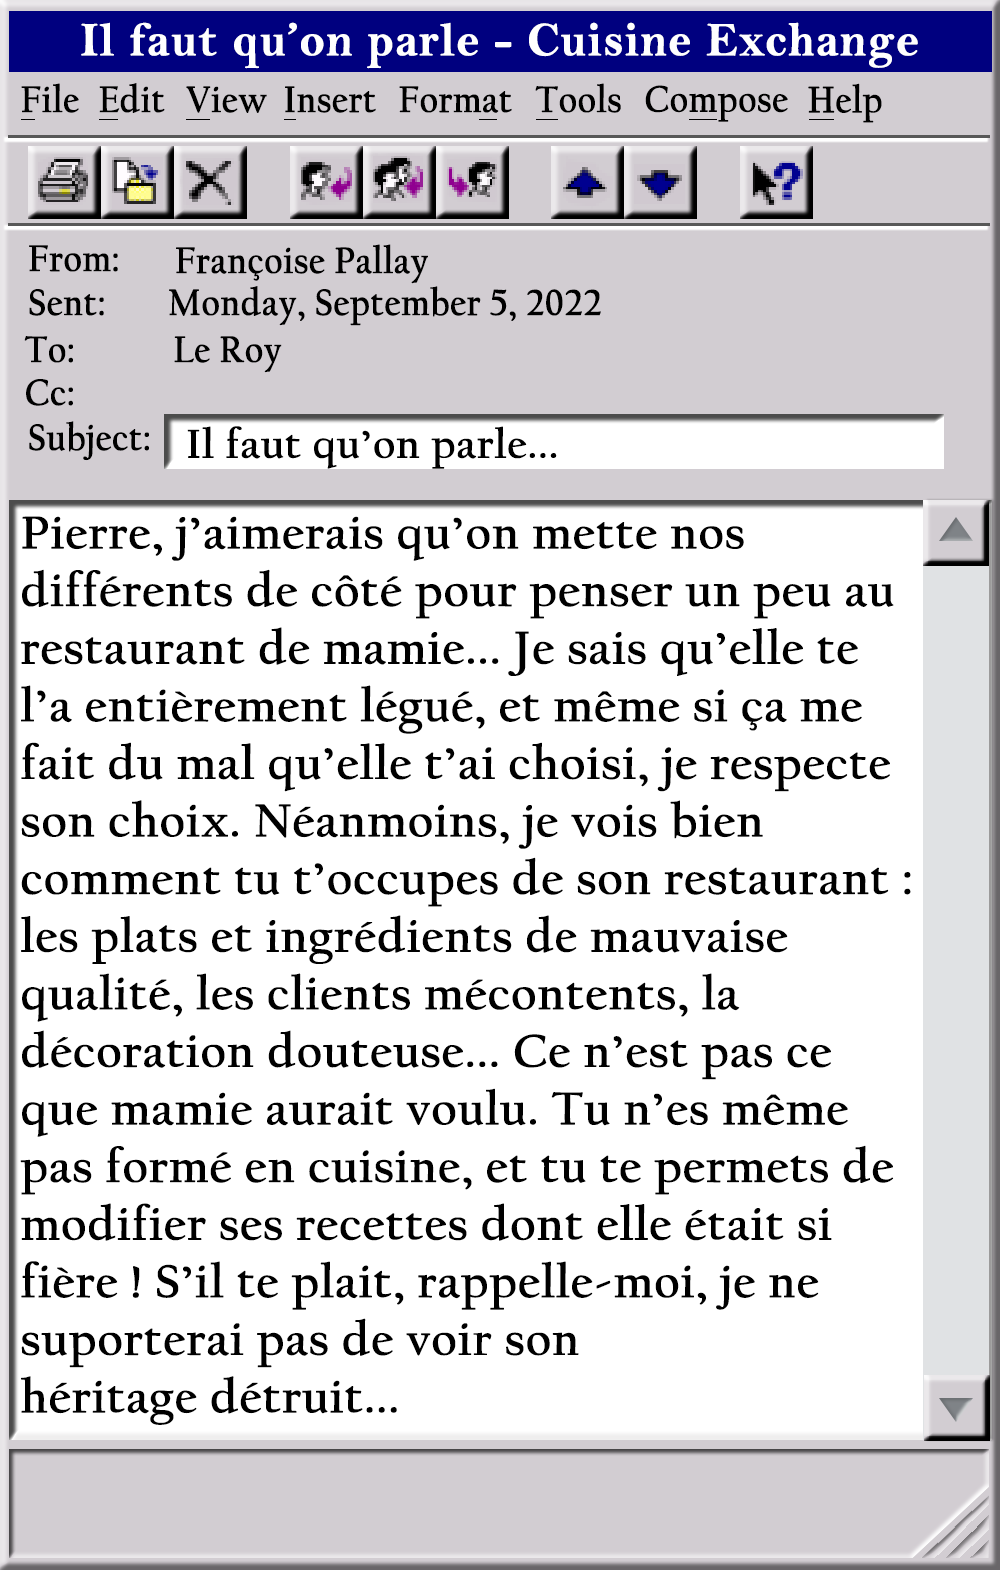 Il faut qu’on parle - Cuisine Exchange
File Edit View Insert Format Tools Compose Help
From: Françoise Pallay
Sent: Monday, September 5, 2022
To: Le Roy
Cc:
Subject: Il faut qu’on parle...
Pierre, j’aimerais qu’on mette nos
différents de côté pour penser un peu au
restaurant de mamie... Je sais qu’elle te
l’a entièrement légué, et même si ça me
fait du mal qu’elle t’ai choisi, je respecte
son choix. Néanmoins, je vois bien
comment tu t’occupes de son restaurant :
les plats et ingrédients de mauvaise
qualité, les clients mécontents, la
décoration douteuse... Ce n’est pas ce
que mamie aurait voulu. Tu n’es même
pas formé en cuisine, et tu te permets de
modifier ses recettes dont elle était si
fière ! S’il te plait, rappelle-moi, je ne
suporterai pas de voir son
héritage détruit...